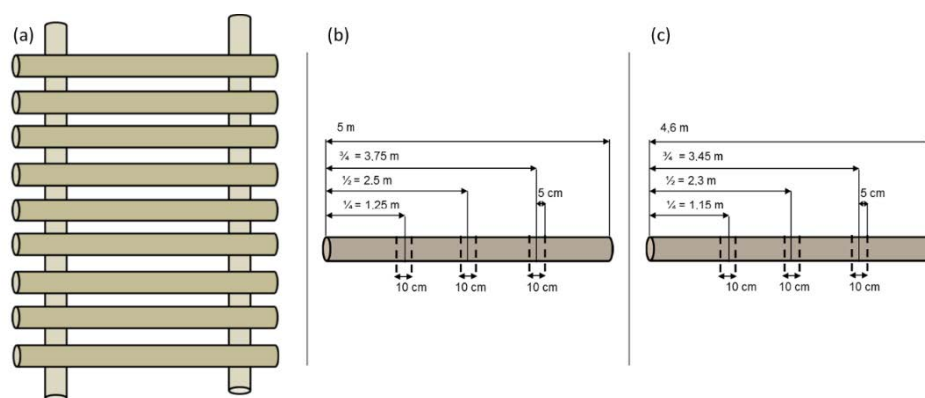 (a)
(b)
5 m
¾ = 3,75 m
½ = 2.5 m
5 cm
¼ = 1,25 m
10 cm 10 cm 10 cm
(c)
4,6 m
¾ = 3,45 m
½ = 2,3 m
5 cm
¼ = 1,15 m
10 cm 10 cm 10 cm